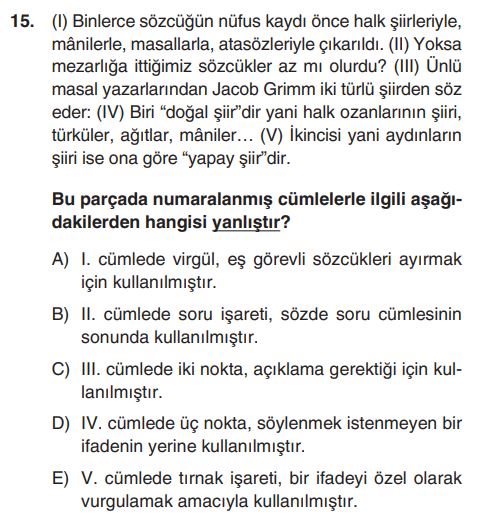 15. (I) Binlerce sözcüğün nüfus kaydı önce halk şiirleriyle,
mânilerle, masallarla, atasözleriyle çıkarıldı. (II) Yoksa
mezarlığa ittiğimiz sözcükler az mı olurdu? (III) Ünlü
masal yazarlarından Jacob Grimm iki türlü şiirden söz
eder: (IV) Biri “doğal şiir”dir yani halk ozanlarının şiiri,
türküler, ağıtlar, mâniler… (V) İkincisi yani aydınların
şiiri ise ona göre “yapay şiir”dir.
Bu parçada numaralanmış cümlelerle ilgili aşağı-
dakilerden hangisi yanlıştır?
A) I. cümlede virgül, eş görevli sözcükleri ayırmak
için kullanılmıştır.
B) II. cümlede soru işareti, sözde soru cümlesinin
sonunda kullanılmıştır.
C) III. cümlede iki nokta, açıklama gerektiği için kul-
lanılmıştır.
D) IV. cümlede üç nokta, söylenmek istenmeyen bir
ifadenin yerine kullanılmıştır.
E) V. cümlede tırnak işareti, bir ifadeyi özel olarak
vurgulamak amacıyla kullanılmıştır.